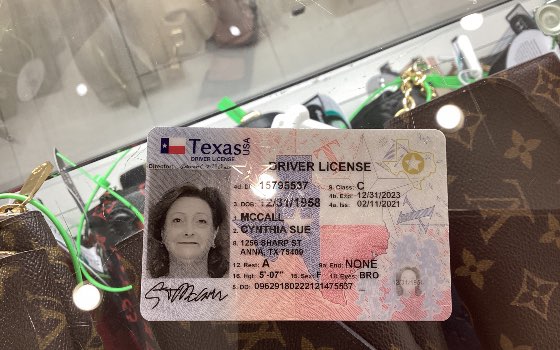 Texas USA
DRIVER LICENSE
Director
DRIVER LICENSE
4d. DL 15795537 9. Class: C
4b. Exp: 12/31/2023
3. DOB: 12/31/1958 4a. Iss: 02/11/2021
1. MCCALL
2. CYNTHIA SUE
8. 1256 SHARP ST
ANNA, TX 75409
12. Rest: A 9a. End: NONE
16. Hgt: 5'-07" 15. Sex: F 18. Eyes: BRO
5. DD: 09629180222121475537